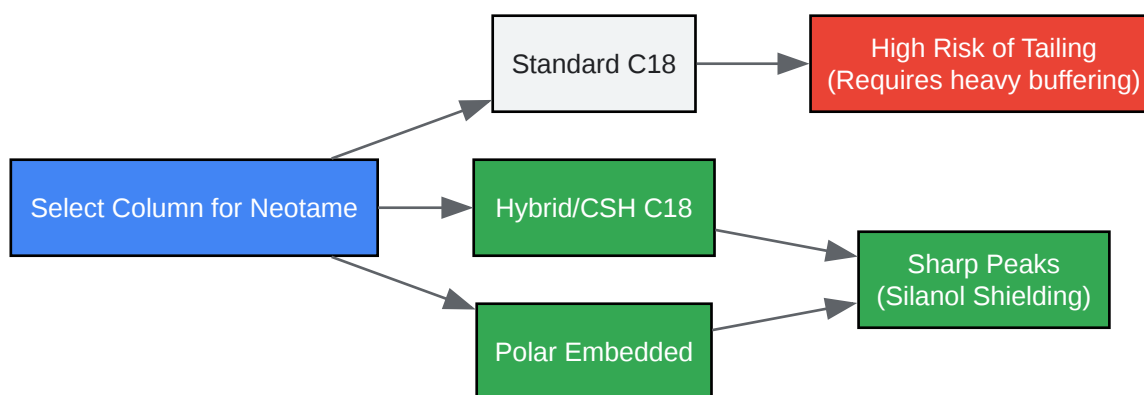 Standard C18
High Risk of Tailing
(Requires heavy buffering)
Select Column for Neotame
Hybrid/CSH C18
Sharp Peaks
(Silanol Shielding)
Polar Embedded